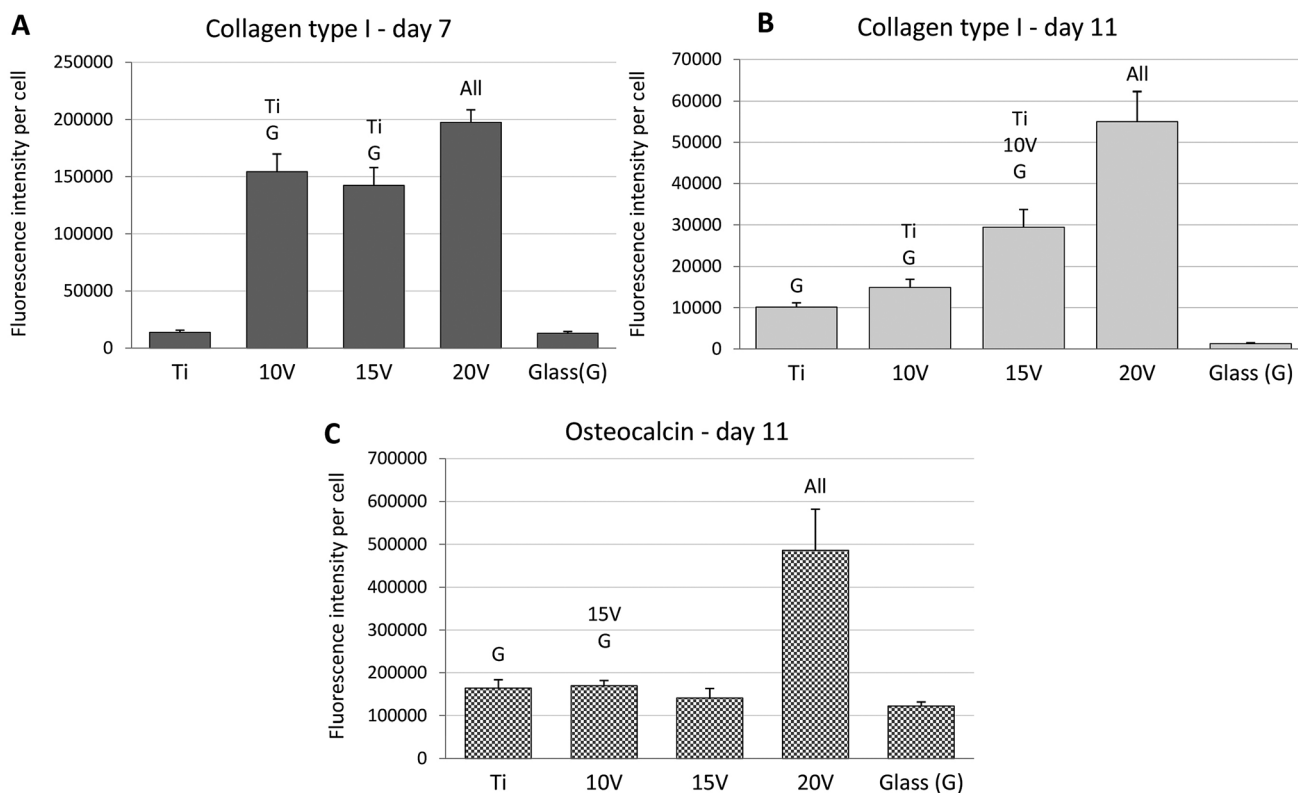 A
Collagen type I - day 7
Fluorescence intensity per cell
250000
200000
150000
100000
50000
0
Ti
G
Ti
G
All
Ti
10V
15V
20V
Glass(G)
B
Collagen type I - day 11
Fluorescence intensity per cell
70000
60000
50000
40000
30000
20000
10000
0
G
Ti
G
Ti
10V
G
All
Ti
10V
15V
20V
Glass (G)
C
Osteocalcin - day 11
Fluorescence intensity per cell
700000
600000
500000
400000
300000
200000
100000
0
G
15V
G
All
Ti
10V
15V
20V
Glass (G)